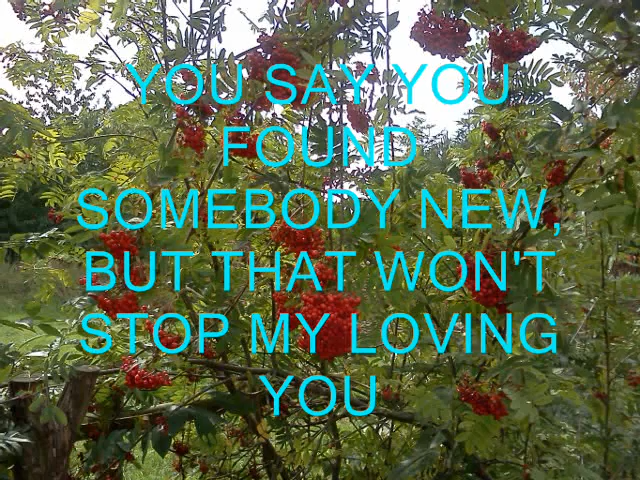 YOU SAY YOU
FOUND
SOMEBODY NEW,
BUT THAT WON'T
STOP MY LOVING
YOU